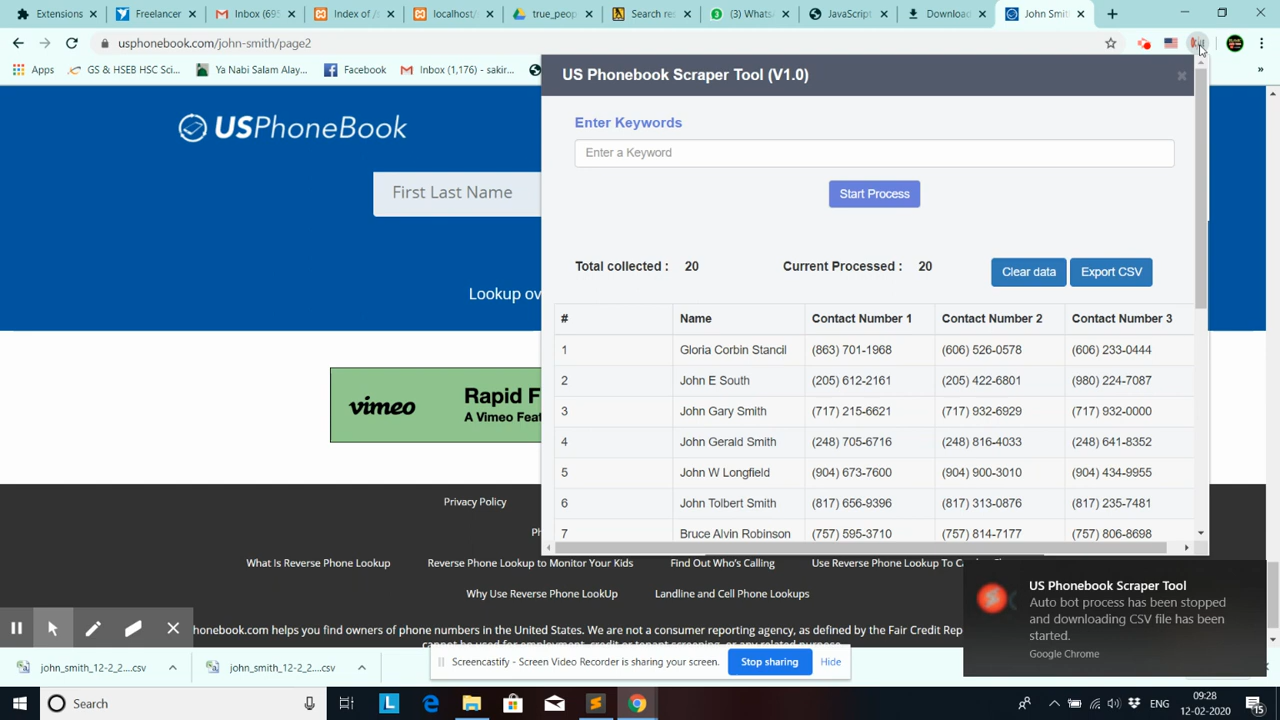 Extensions
Freelancer
Inbox (695
Index of /s
localhost/
true_peop
Search res
(3) Whats
JavaScript
Download
John Smit
usphonebook.com/john-smith/page2
Apps
GS & HSEB HSC Sci...
Ya Nabi Salam Alay...
Facebook
Inbox (1,176) - sakir...
»
US Phonebook Scraper Tool (V1.0)
Enter Keywords
Enter a Keyword
Start Process
Total collected : 20
Current Processed : 20
Clear data
Export CSV
# Name Contact Number 1 Contact Number 2 Contact Number 3
1 Gloria Corbin Stancil (863) 701-1968 (606) 526-0578 (606) 233-0444
2 John E South (205) 612-2161 (205) 422-6801 (980) 224-7087
3 John Gary Smith (717) 215-6621 (717) 932-6929 (717) 932-0000
4 John Gerald Smith (248) 705-6716 (248) 816-4033 (248) 641-8352
5 John W Longfield (904) 673-7600 (904) 900-3010 (904) 434-9955
6 John Tolbert Smith (817) 656-9396 (817) 313-0876 (817) 235-7481
7 Bruce Alvin Robinson (757) 595-3710 (757) 814-7177 (757) 806-8698
USPhoneBook
First Last Name
Lookup ov
vimeo
Rapid F
A Vimeo Feat
Privacy Policy
Ph
What Is Reverse Phone Lookup
Reverse Phone Lookup to Monitor Your Kids
Find Out Who's Calling
Use Reverse Phone Lookup To C
Why Use Reverse Phone LookUp
Landline and Cell Phone Lookups
honebook.com helps you find owners of phone numbers in the United States. We are not a consumer reporting agency, as defined by the Fair Credit Rep
US Phonebook Scraper Tool
Auto bot process has been stopped
and downloading CSV file has been
started.
Google Chrome
Screencastify - Screen Video Recorder is sharing your screen.
Stop sharing
Hide
john_smith_12-2-2....csv
john_smith_12-2-2....csv
Search
ENG
09:28
12-02-2020
15